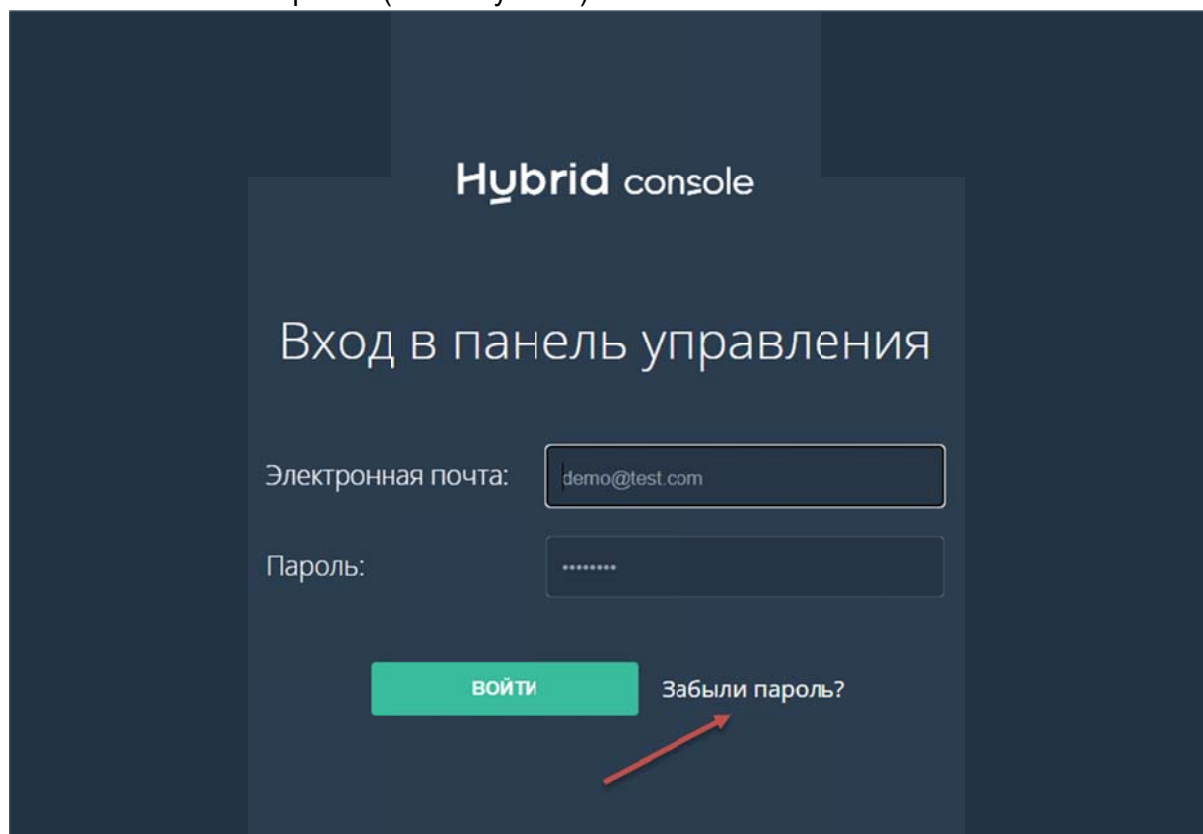 Hybrid console
Вход в панель управления
Электронная почта:
demo@test.com
Пароль:
••••••••
ВОЙТИ
Забыли пароль?